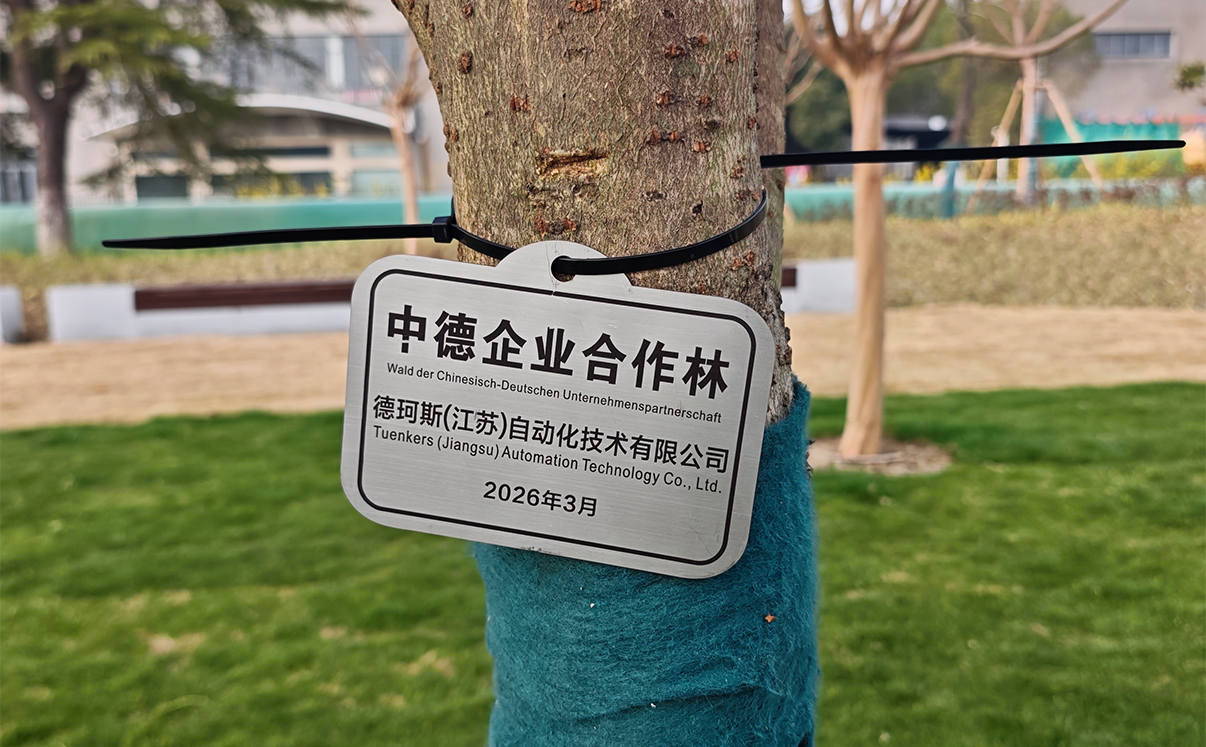 中德企业合作林
Wald der Chinesisch-Deutschen Unternehmenspartnerschaft
德珂斯(江苏)自动化技术有限公司
Tuenkers (Jiangsu) Automation Technology Co., Ltd.
2026年3月